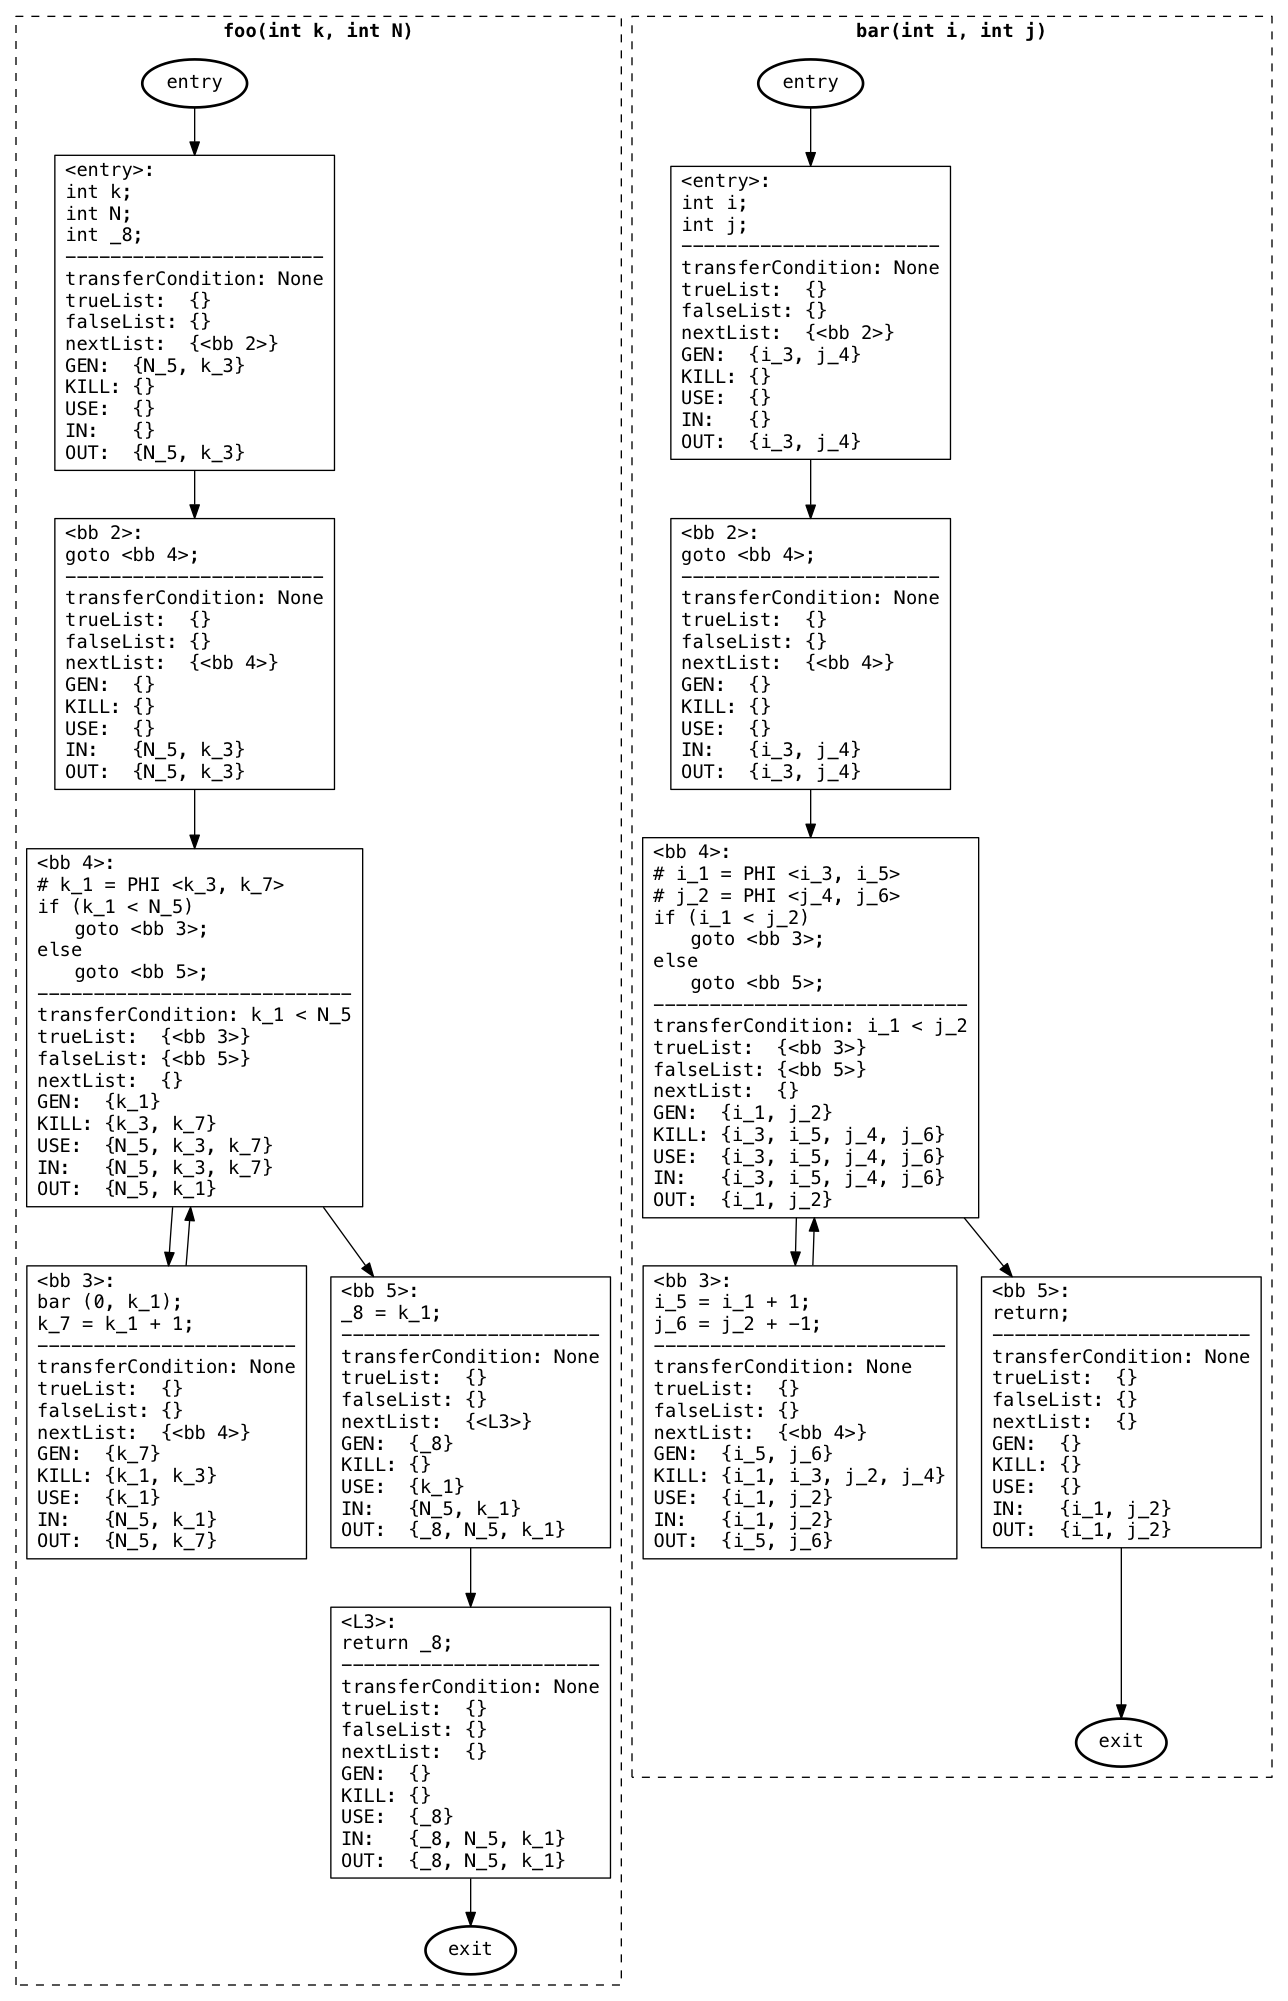 foo(int k, int N)
entry
<entry>:
int k;
int N;
int _8;
-----------------------
transferCondition: None
trueList:  {}
falseList: {}
nextList:  {<bb 2>}
GEN:  {N_5, k_3}
KILL: {}
USE:  {}
IN:   {}
OUT:  {N_5, k_3}
<bb 2>:
goto <bb 4>;
-----------------------
transferCondition: None
trueList:  {}
falseList: {}
nextList:  {<bb 4>}
GEN:  {}
KILL: {}
USE:  {}
IN:   {N_5, k_3}
OUT:  {N_5, k_3}
<bb 4>:
# k_1 = PHI <k_3, k_7>
if (k_1 < N_5)
goto <bb 3>;
else
goto <bb 5>;
----------------------------
transferCondition: k_1 < N_5
trueList:  {<bb 3>}
falseList: {<bb 5>}
nextList:  {}
GEN:  {k_1}
KILL: {k_3, k_7}
USE:  {N_5, k_3, k_7}
IN:   {N_5, k_3, k_7}
OUT:  {N_5, k_1}
<bb 3>:
bar (0, k_1);
k_7 = k_1 + 1;
-----------------------
transferCondition: None
trueList:  {}
falseList: {}
nextList:  {<bb 4>}
GEN:  {k_7}
KILL: {k_1, k_3}
USE:  {k_1}
IN:   {N_5, k_1}
OUT:  {N_5, k_7}
<bb 5>:
_8 = k_1;
-----------------------
transferCondition: None
trueList:  {}
falseList: {}
nextList:  {<L3>}
GEN:  {_8}
KILL: {}
USE:  {k_1}
IN:   {N_5, k_1}
OUT:  {_8, N_5, k_1}
<L3>:
return _8;
-----------------------
transferCondition: None
trueList:  {}
falseList: {}
nextList:  {}
GEN:  {}
KILL: {}
USE:  {_8}
IN:   {_8, N_5, k_1}
OUT:  {_8, N_5, k_1}
exit
bar(int i, int j)
entry
<entry>:
int i;
int j;
-----------------------
transferCondition: None
trueList:  {}
falseList: {}
nextList:  {<bb 2>}
GEN:  {i_3, j_4}
KILL: {}
USE:  {}
IN:   {}
OUT:  {i_3, j_4}
<bb 2>:
goto <bb 4>;
-----------------------
transferCondition: None
trueList:  {}
falseList: {}
nextList:  {<bb 4>}
GEN:  {}
KILL: {}
USE:  {}
IN:   {i_3, j_4}
OUT:  {i_3, j_4}
<bb 4>:
# i_1 = PHI <i_3, i_5>
# j_2 = PHI <j_4, j_6>
if (i_1 < j_2)
goto <bb 3>;
else
goto <bb 5>;
----------------------------
transferCondition: i_1 < j_2
trueList:  {<bb 3>}
falseList: {<bb 5>}
nextList:  {}
GEN:  {i_1, j_2}
KILL: {i_3, i_5, j_4, j_6}
USE:  {i_3, i_5, j_4, j_6}
IN:   {i_3, i_5, j_4, j_6}
OUT:  {i_1, j_2}
<bb 3>:
i_5 = i_1 + 1;
j_6 = j_2 + -1;
--------------------------
transferCondition: None
trueList:  {}
falseList: {}
nextList:  {<bb 4>}
GEN:  {i_5, j_6}
KILL: {i_1, i_3, j_2, j_4}
USE:  {i_1, j_2}
IN:   {i_1, j_2}
OUT:  {i_5, j_6}
<bb 5>:
return;
-----------------------
transferCondition: None
trueList:  {}
falseList: {}
nextList:  {}
GEN:  {}
KILL: {}
USE:  {}
IN:   {i_1, j_2}
OUT:  {i_1, j_2}
exit